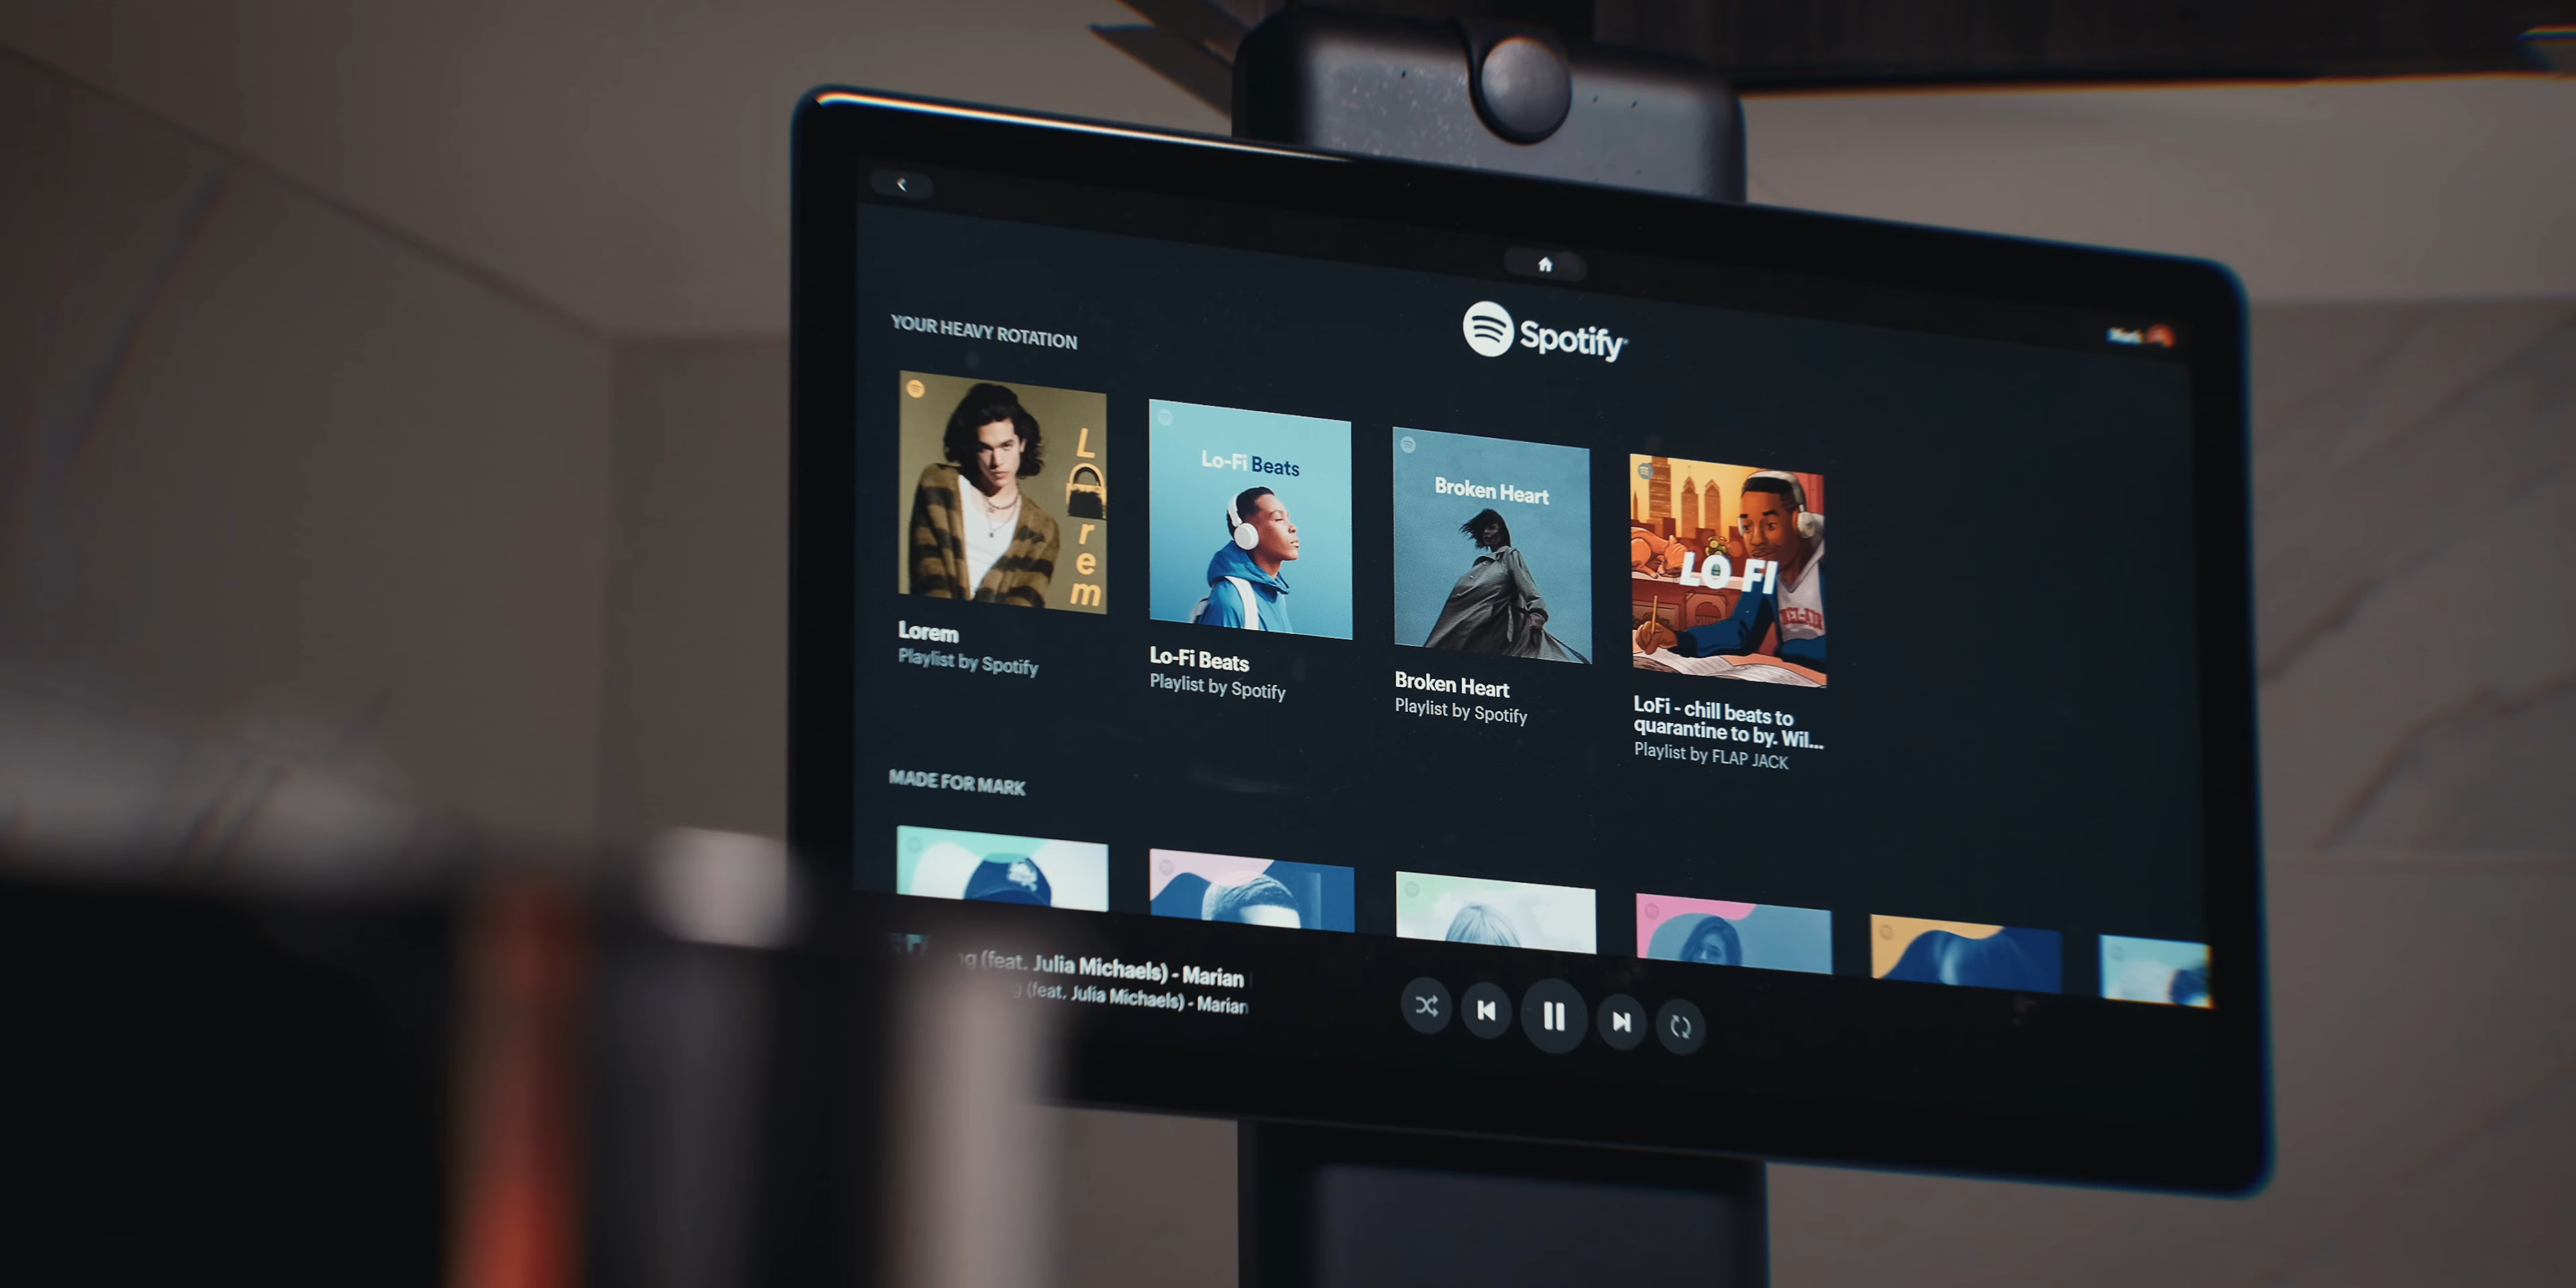 Spotify
YOUR HEAVY ROTATION
Lorem
Lo-Fi Beats
Broken Heart
LO FI
BEL-AIR
Lorem
Playlist by Spotify
Lo-Fi Beats
Playlist by Spotify
Broken Heart
Playlist by Spotify
LoFi - chill beats to
quarantine to by. Wil...
Playlist by FLAP JACK
MADE FOR MARK
(feat. Julia Michaels) - Marian
(feat. Julia Michaels) - Marian